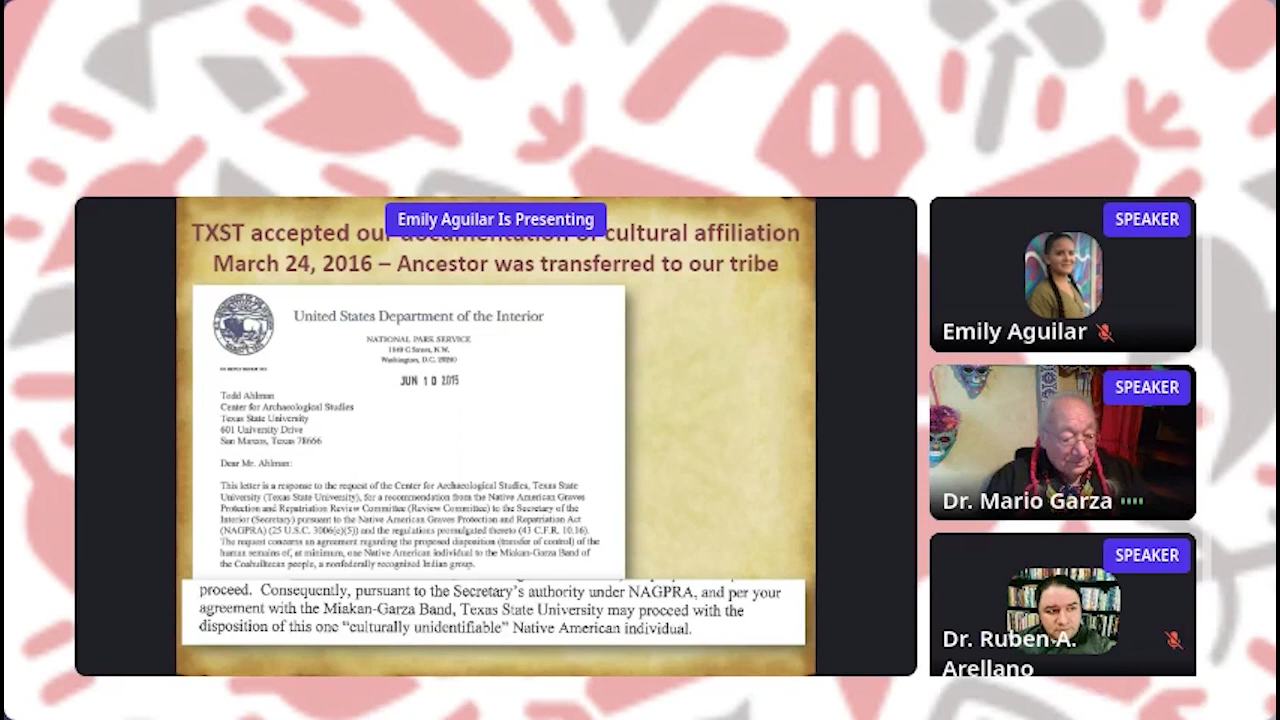 Emily Aguilar Is Presenting
TXST accepted our documentation of cultural affiliation
March 24, 2016 – Ancestor was transferred to our tribe
United States Department of the Interior
NATIONAL PARK SERVICE
1849 C Street, N.W.
Washington, D.C. 20240
JUN 10 2015
Todd Ahlman
Center for Archaeological Studies
Texas State University
601 University Drive
San Marcos, Texas 78666
Dear Mr. Ahlman:
This letter is a response to the request of the Center for Archaeological Studies, Texas State
University (Texas State University), for a recommendation from the Native American Graves
Protection and Repatriation Review Committee (Review Committee) to the Secretary of the
Interior (Secretary) pursuant to the Native American Graves Protection and Repatriation Act
(NAGPRA) (25 U.S.C. 3006(c)(5)) and the regulations promulgated thereto (43 C.F.R. 10.16).
The request concerns an agreement regarding the proposed disposition (transfer of control) of the
human remains of, at minimum, one Native American individual to the Miakan-Garza Band of
the Coahuiltecan people, a nonfederally recognized Indian group.
proceed. Consequently, pursuant to the Secretary's authority under NAGPRA, and per your
agreement with the Miakan-Garza Band, Texas State University may proceed with the
disposition of this one “culturally unidentifiable” Native American individual.
SPEAKER
Emily Aguilar
SPEAKER
Dr. Mario Garza
SPEAKER
Dr. Ruben A.
Arellano